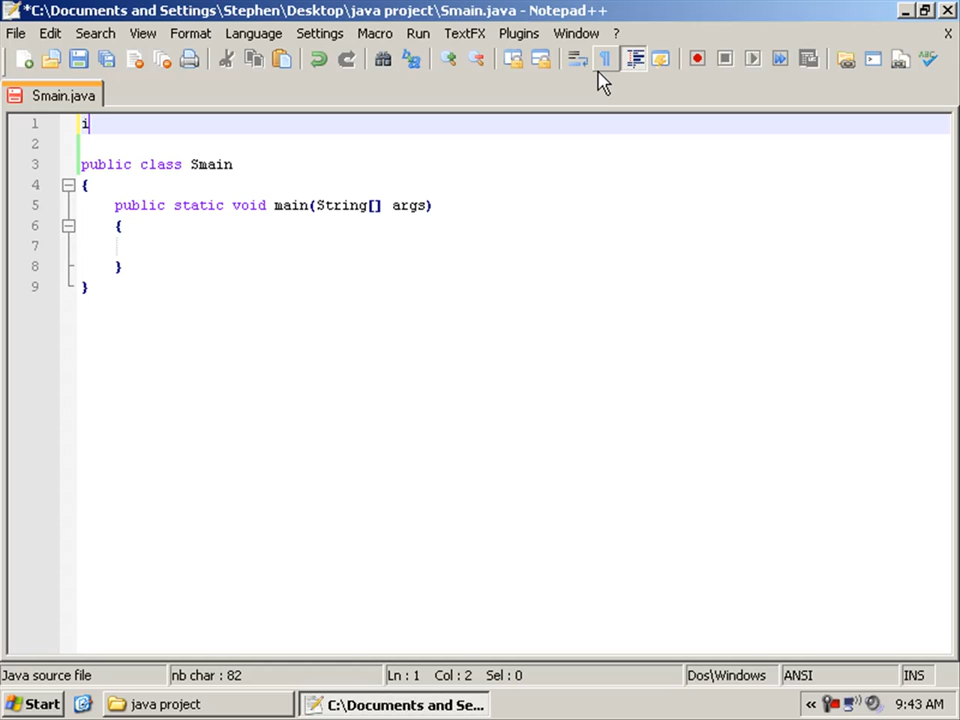 *C:\Documents and Settings\Stephen\Desktop\java project\Smain.java - Notepad++
File Edit Search View Format Language Settings Macro Run TextFX Plugins Window ? X
Smain.java
1 i
2
3 public class Smain
4 {
5 public static void main(String[] args)
6 {
7
8 }
9 }
Java source file nb char : 82 Ln : 1 Col : 2 Sel : 0 Dos\Windows ANSI INS
Start java project C:\Documents and Se... « 9:43 AM